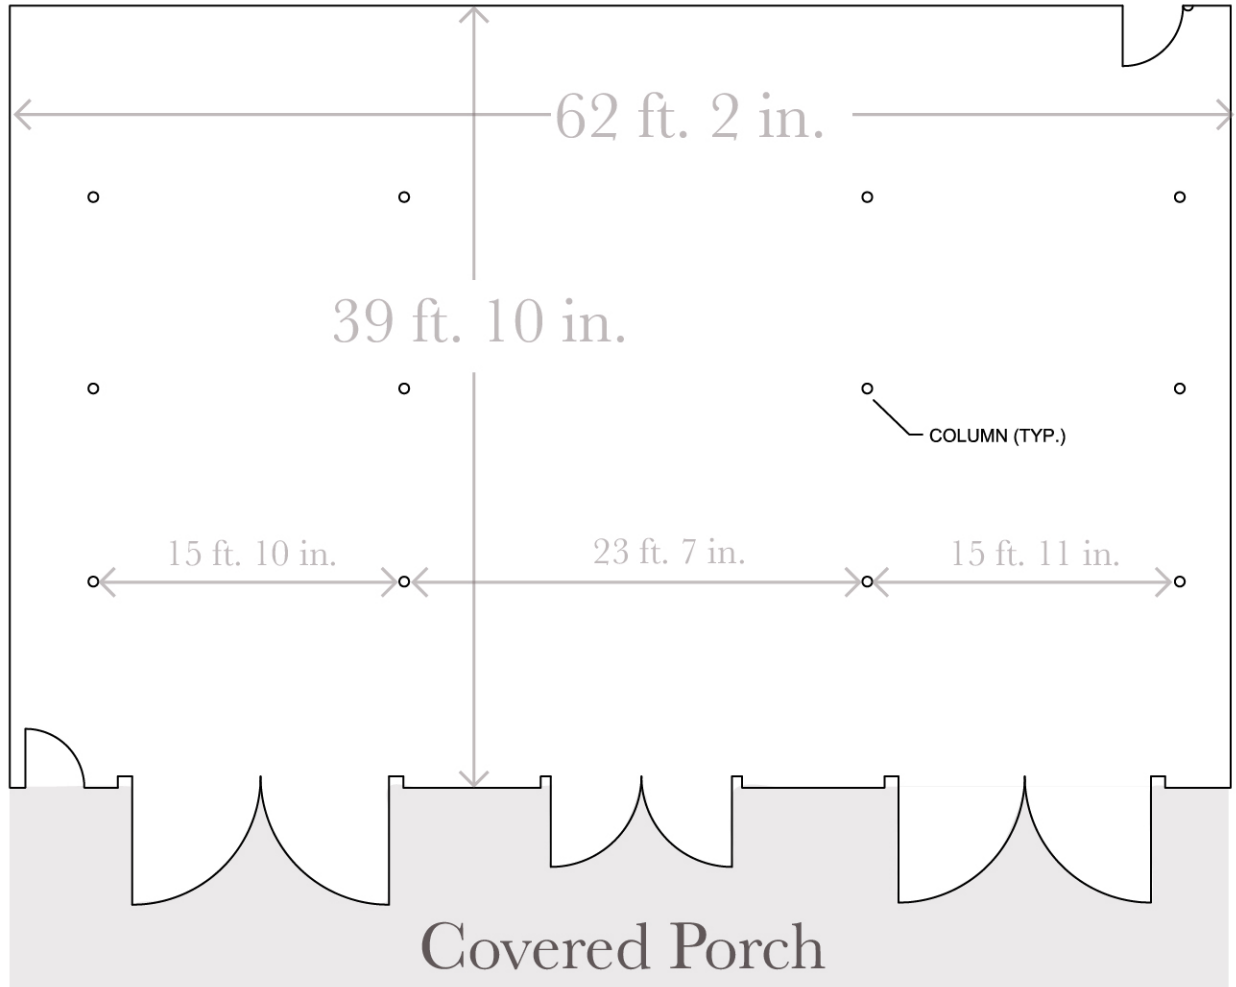 62 ft. 2 in.
39 ft. 10 in.
COLUMN (TYP.)
15 ft. 10 in.
23 ft. 7 in.
15 ft. 11 in.
Covered Porch